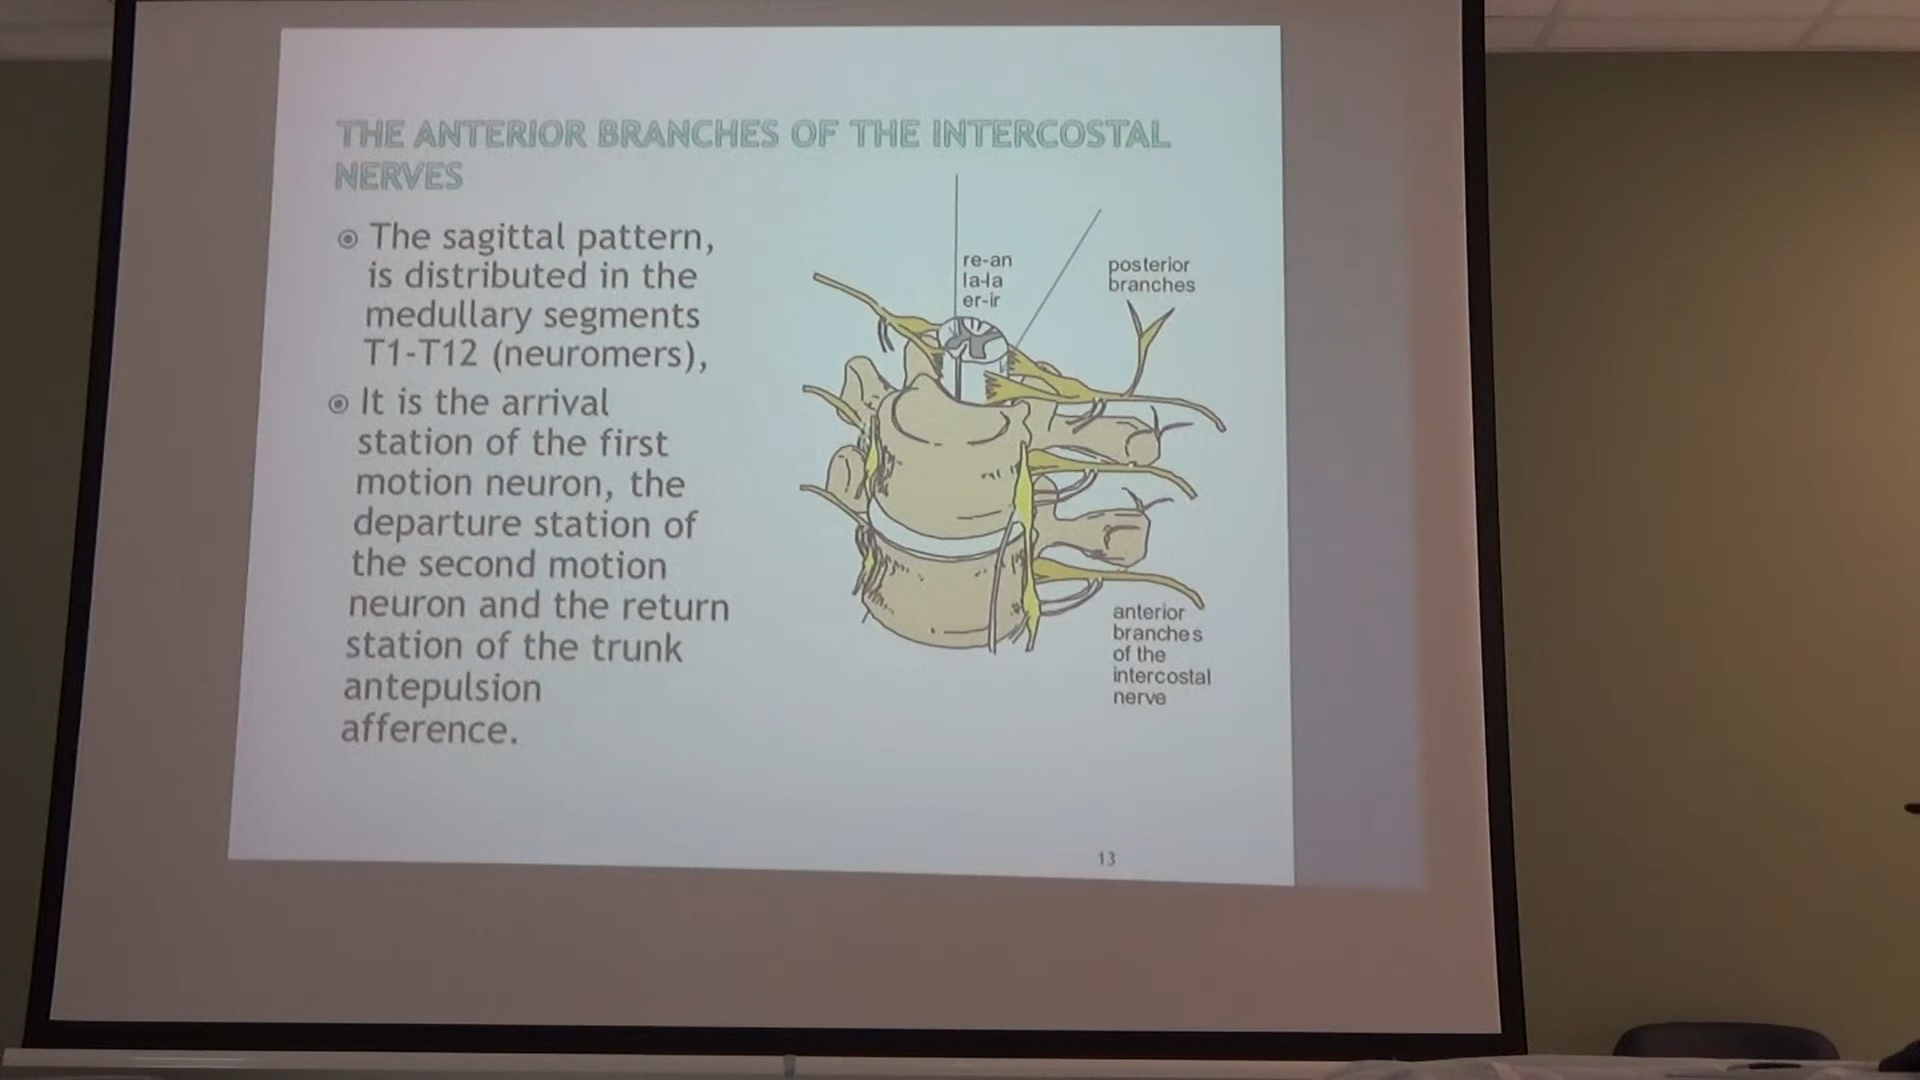 THE ANTERIOR BRANCHES OF THE INTERCOSTAL
NERVES
The sagittal pattern,
is distributed in the
medullary segments
T1-T12 (neuromers),
It is the arrival
station of the first
motion neuron, the
departure station of
the second motion
neuron and the return
station of the trunk
antepulsion
afference.
re-an
la-la
er-ir
posterior
branches
anterior
branches
of the
intercostal
nerve
13